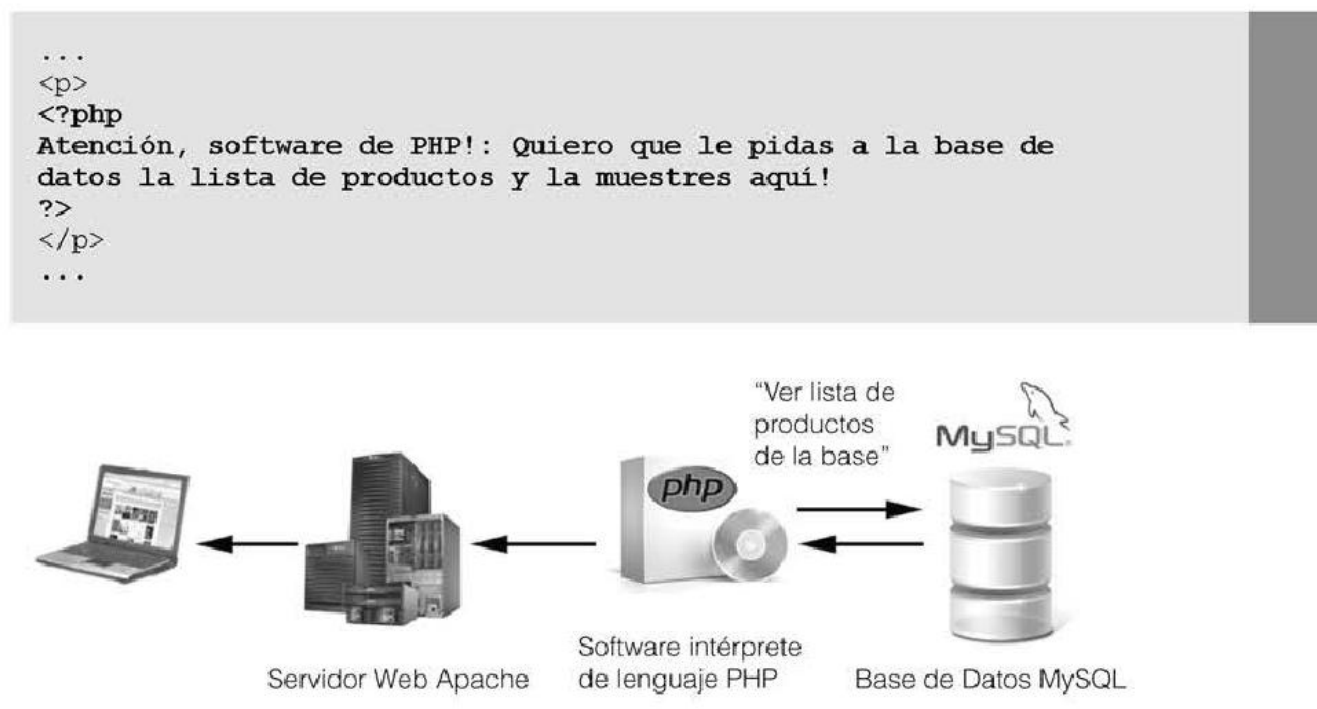 ...
<p>
<?php
Atención, software de PHP!: Quiero que le pidas a la base de
datos la lista de productos y la muestres aquí!
?>
</p>
...
“Ver lista de
productos
de la base”
MySQL
php
Servidor Web Apache
Software intérprete
de lenguaje PHP
Base de Datos MySQL